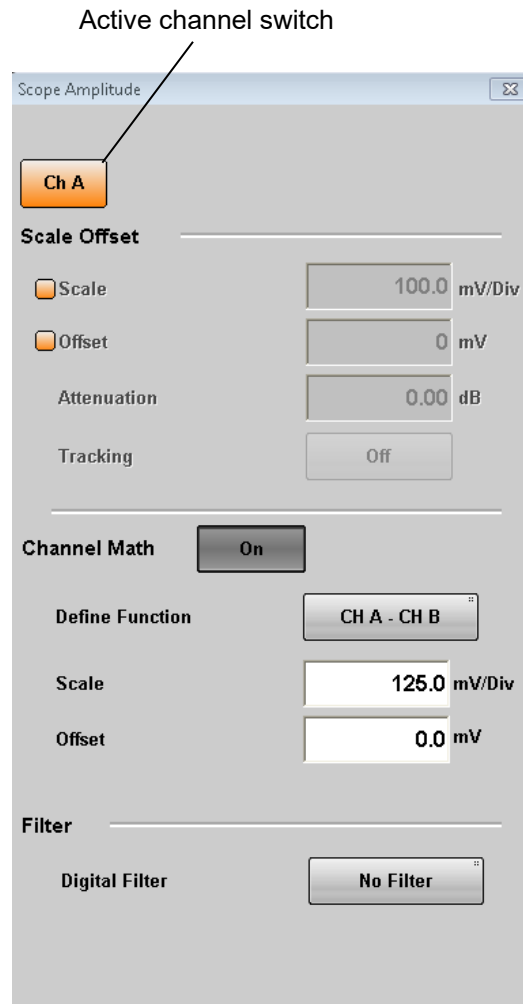 Active channel switch
Scope Amplitude
Ch A
Scale Offset
Scale 100.0 mV/Div
Offset 0 mV
Attenuation 0.00 dB
Tracking Off
Channel Math On
Define Function CH A - CH B
Scale 125.0 mV/Div
Offset 0.0 mV
Filter
Digital Filter No Filter